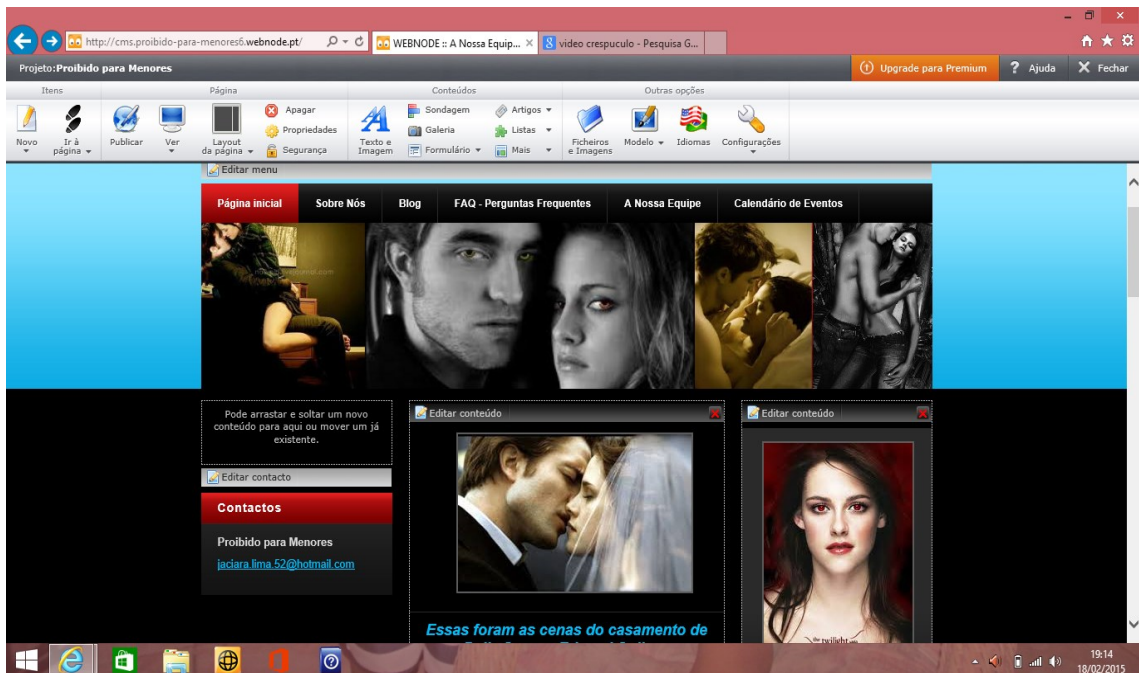 http://cms.proibido-para-menores6.webnode.pt/
WEBNODE :: A Nossa Equip...
video crespuculo - Pesquisa G...
Projeto:Proibido para Menores
Upgrade para Premium
Ajuda
Fechar
Itens
Página
Conteúdos
Outras opções
Novo
Ir à página
Publicar
Ver
Layout da página
Apagar
Propriedades
Segurança
Texto e Imagem
Sondagem
Galeria
Formulário
Artigos
Listas
Mais
Ficheiros e Imagens
Modelo
Idiomas
Configurações
Editar menu
Página inicial
Sobre Nós
Blog
FAQ - Perguntas Frequentes
A Nossa Equipe
Calendário de Eventos
Pode arrastar e soltar um novo
conteúdo para aqui ou mover um já
existente.
Editar contacto
Contactos
Proibido para Menores
jaciara.lima.52@hotmail.com
Editar conteúdo
Essas foram as cenas do casamento de
Editar conteúdo
the twilight
19:14
18/02/2015